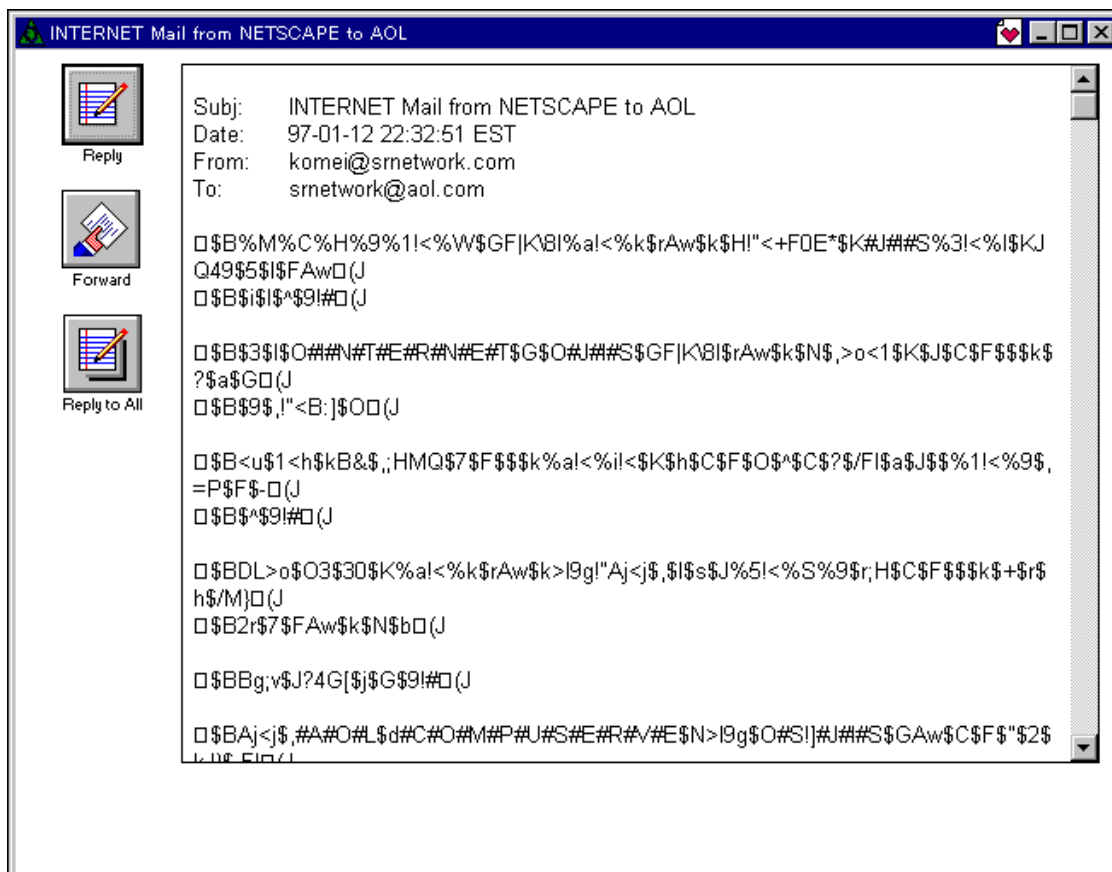 INTERNET Mail from NETSCAPE to AOL
Reply
Forward
Reply to All
Subj: INTERNET Mail from NETSCAPE to AOL
Date: 97-01-12 22:32:51 EST
From: komei@srnetwork.com
To: srnetwork@aol.com
□$B%M%C%H%9%1!<%W$GF|K\8l%a!<%k$rAw$k$H!"<+F0E*$K#J#I#S%3!<%I$KJ
Q49$5$l$FAw□(J
□$B$i$l$^$9!#□(J
□$B$3$l$O#I#N#T#E#R#N#E#T$G$O#J#I#S$GF|K\8l$rAw$k$N$,>o<1$K$J$C$F$$$k$
?$a$G□(J
□$B$9$,!"<B:]$O□(J
□$B<u$1<h$kB&$,;HMQ$7$F$$$k%a!<%i!<$K$h$C$F$O$^$C$?$/FI$a$J$$%1!<%9$,
=P$F$-□(J
□$B$^$9!#□(J
□$BDL>o$O3$30$K%a!<%k$rAw$k>l9g!"Aj<j$,$I$s$J%5!<%S%9$r;H$C$F$$$k$+$r$
h$/M}□(J
□$B2r$7$FAw$k$N$b□(J
□$BBg;v$J?4G[$j$G$9!#□(J
□$BAj<j$,#A#O#L$d#C#O#M#P#U#S#E#R#V#E$N>l9g$O#S!]#J#I#S$GAw$C$F$"$2$